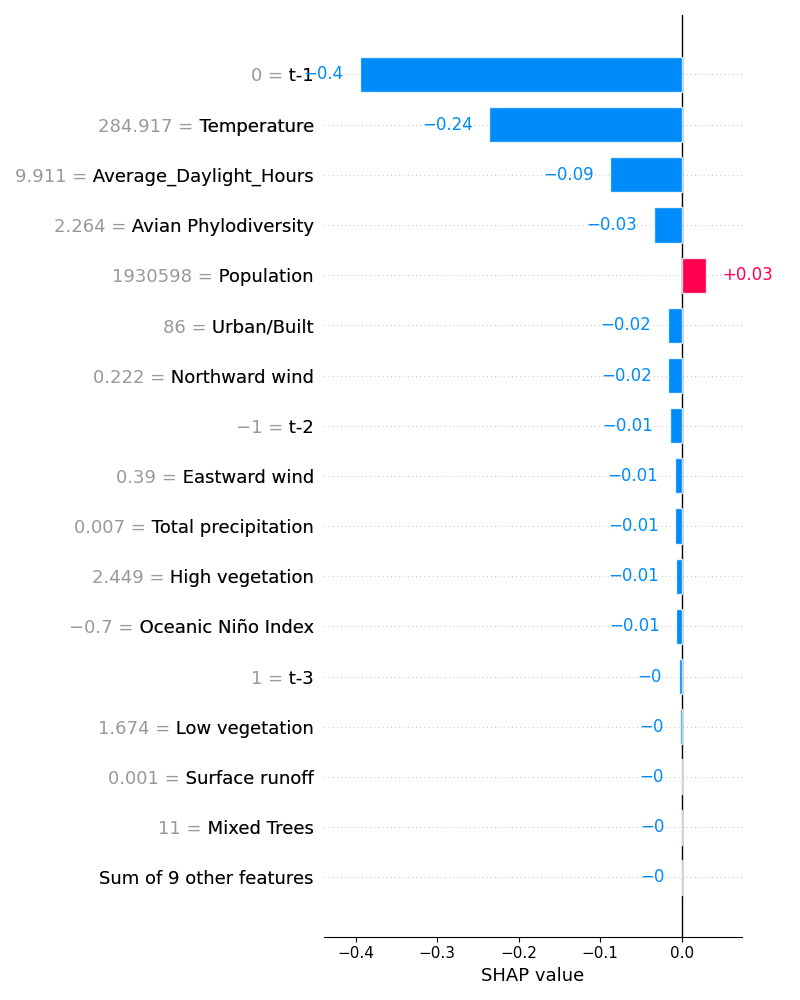 0 = t-1 −0.4
284.917 = Temperature −0.24
9.911 = Average_Daylight_Hours −0.09
2.264 = Avian Phylodiversity −0.03
1930598 = Population +0.03
86 = Urban/Built −0.02
0.222 = Northward wind −0.02
−1 = t-2 −0.01
0.39 = Eastward wind −0.01
0.007 = Total precipitation −0.01
2.449 = High vegetation −0.01
−0.7 = Oceanic Niño Index −0.01
1 = t-3 −0
1.674 = Low vegetation −0
0.001 = Surface runoff −0
11 = Mixed Trees −0
Sum of 9 other features −0
−0.4 −0.3 −0.2 −0.1 0.0
SHAP value